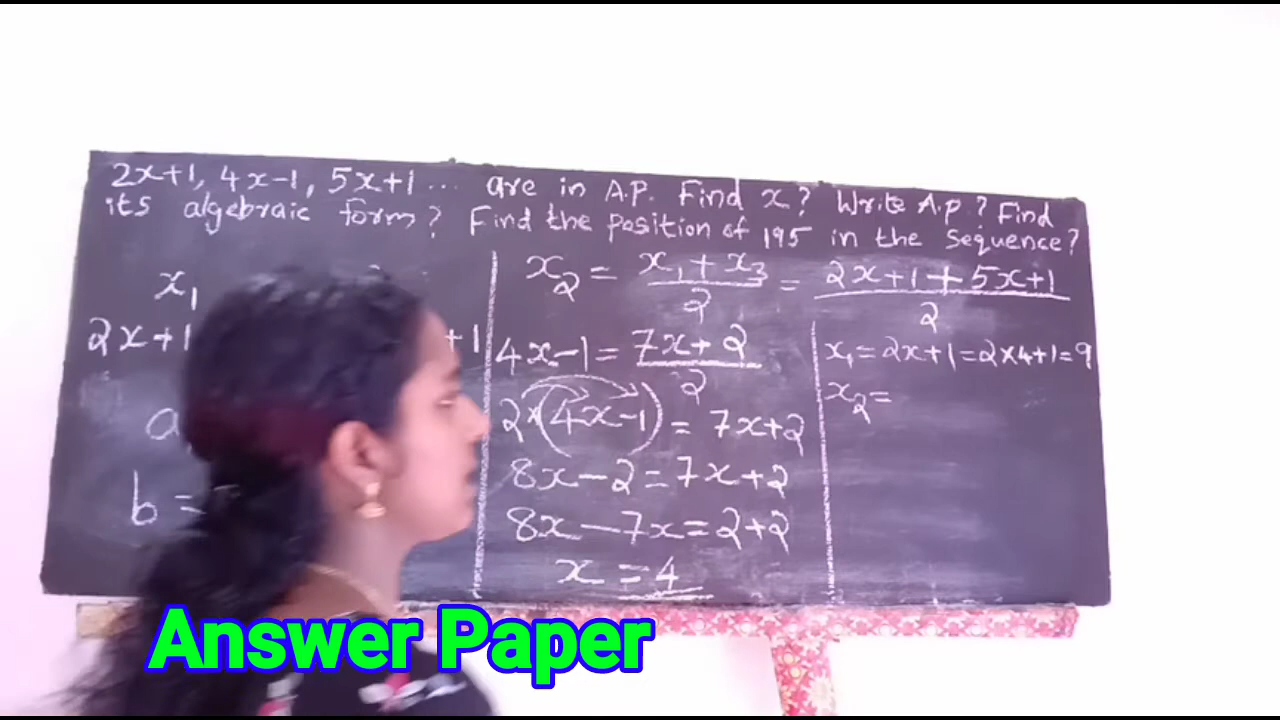 2x+1, 4x-1, 5x+1 ... are in A.P. Find x? Write A.p? Find
its algebraic form? Find the position of 195 in the sequence?
x₁
2x+1 +1
a
b =
x₂ = (x₁ + x₃)/2 = (2x+1+5x+1)/2
4x-1 = (7x+2)/2
2×(4x-1) = 7x+2
8x-2=7x+2
8x-7x=2+2
x = 4
x₁ = 2x+1 = 2×4+1 = 9
x₂ =
Answer Paper